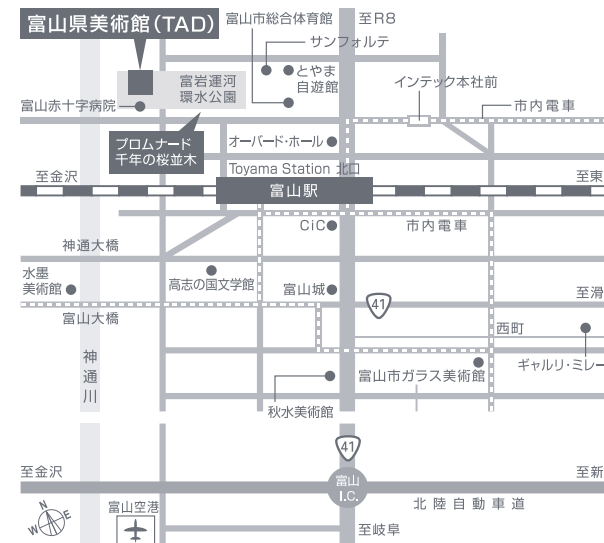 富山県美術館(TAD)
富山市総合体育館
至R8
サンフォルテ
とやま
自遊館
富岩運河
環水公園
インテック本社前
富山赤十字病院
市内電車
プロムナード
千年の桜並木
オーバード・ホール
Toyama Station 北口
至金沢
富山駅
至東
CiC
市内電車
神通大橋
水墨
美術館
高志の国文学館
富山城
41
至滑
富山大橋
西町
神通川
富山市ガラス美術館
ギャルリ・ミレー
秋水美術館
41
至金沢
富山
I.C.
至新
北陸自動車道
N
W
E
富山空港
至岐阜